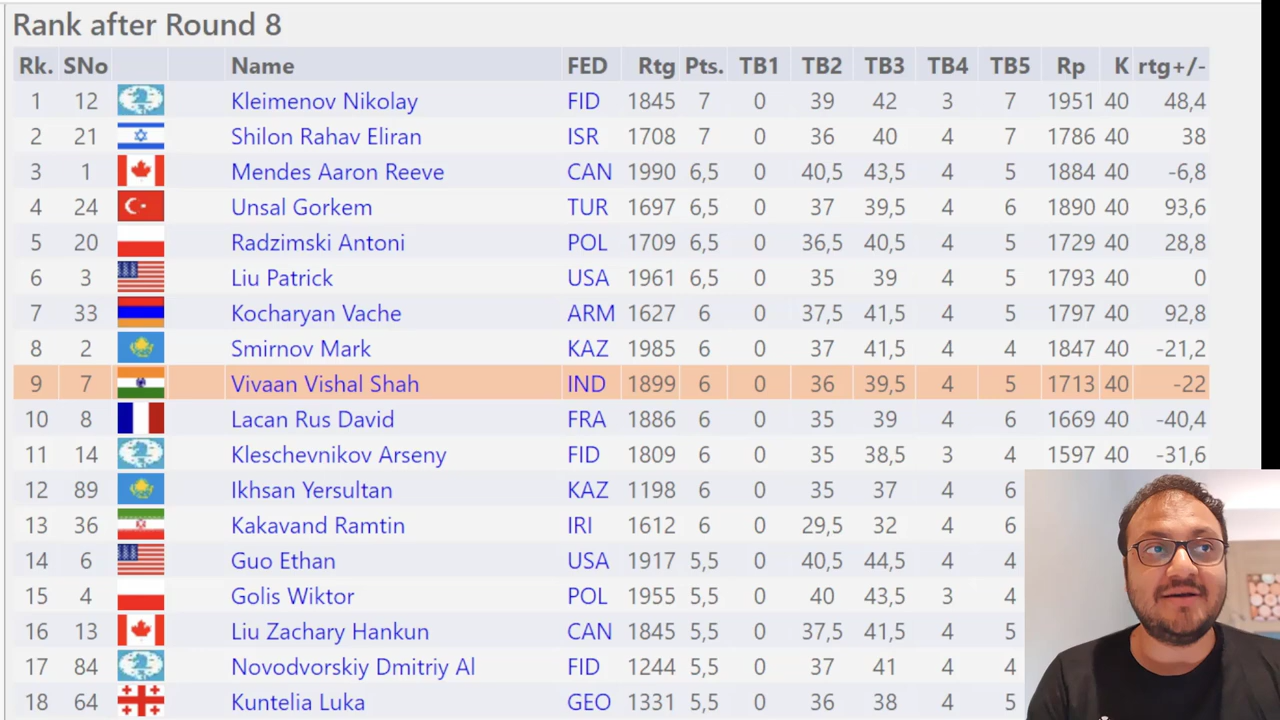 Rank after Round 8
Rk. SNo Name FED Rtg Pts. TB1 TB2 TB3 TB4 TB5 Rp K rtg+/-
1 12 Kleimenov Nikolay FID 1845 7 0 39 42 3 7 1951 40 48,4
2 21 Shilon Rahav Eliran ISR 1708 7 0 36 40 4 7 1786 40 38
3 1 Mendes Aaron Reeve CAN 1990 6,5 0 40,5 43,5 4 5 1884 40 -6,8
4 24 Unsal Gorkem TUR 1697 6,5 0 37 39,5 4 6 1890 40 93,6
5 20 Radzimski Antoni POL 1709 6,5 0 36,5 40,5 4 5 1729 40 28,8
6 3 Liu Patrick USA 1961 6,5 0 35 39 4 5 1793 40 0
7 33 Kocharyan Vache ARM 1627 6 0 37,5 41,5 4 5 1797 40 92,8
8 2 Smirnov Mark KAZ 1985 6 0 37 41,5 4 4 1847 40 -21,2
9 7 Vivaan Vishal Shah IND 1899 6 0 36 39,5 4 5 1713 40 -22
10 8 Lacan Rus David FRA 1886 6 0 35 39 4 6 1669 40 -40,4
11 14 Kleschevnikov Arseny FID 1809 6 0 35 38,5 3 4 1597 40 -31,6
12 89 Ikhsan Yersultan KAZ 1198 6 0 35 37 4 6
13 36 Kakavand Ramtin IRI 1612 6 0 29,5 32 4 6
14 6 Guo Ethan USA 1917 5,5 0 40,5 44,5 4 4
15 4 Golis Wiktor POL 1955 5,5 0 40 43,5 3 4
16 13 Liu Zachary Hankun CAN 1845 5,5 0 37,5 41,5 4 5
17 84 Novodvorskiy Dmitriy Al FID 1244 5,5 0 37 41 4 4
18 64 Kuntelia Luka GEO 1331 5,5 0 36 38 4 5